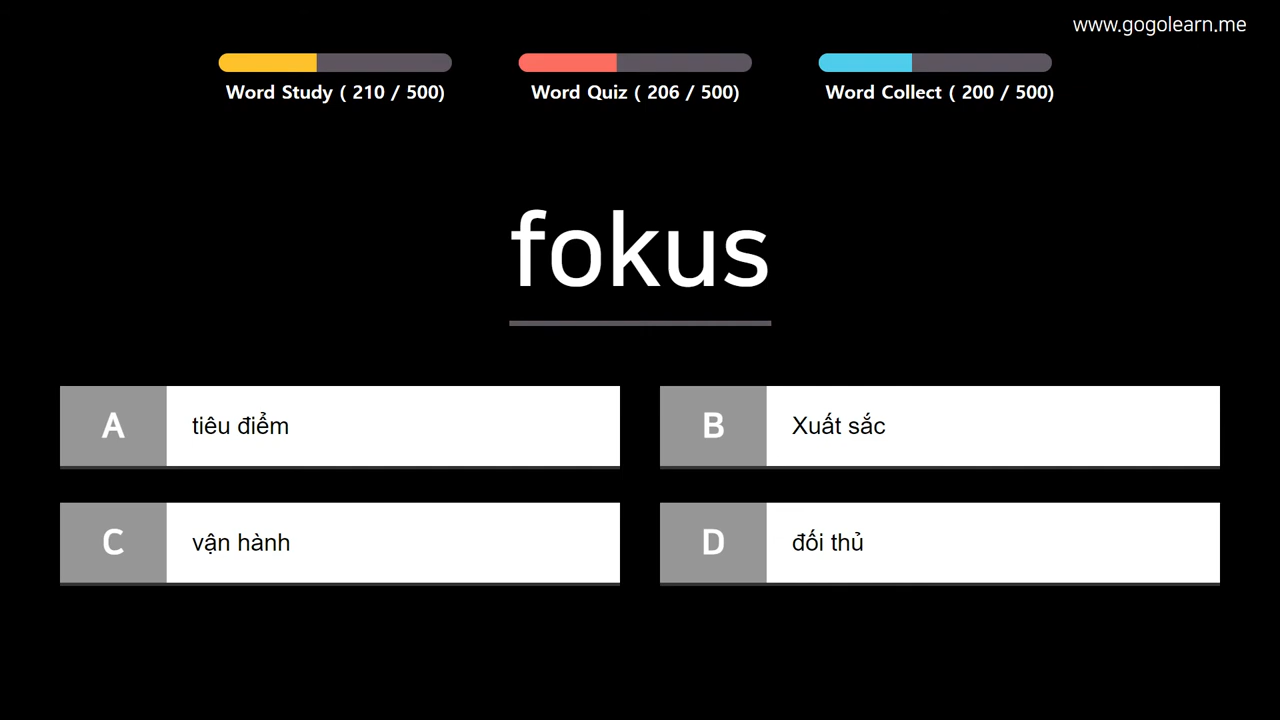 www.gogolearn.me
Word Study ( 210 / 500)
Word Quiz ( 206 / 500)
Word Collect ( 200 / 500)
fokus
A tiêu điểm
B Xuất sắc
C vận hành
D đối thủ